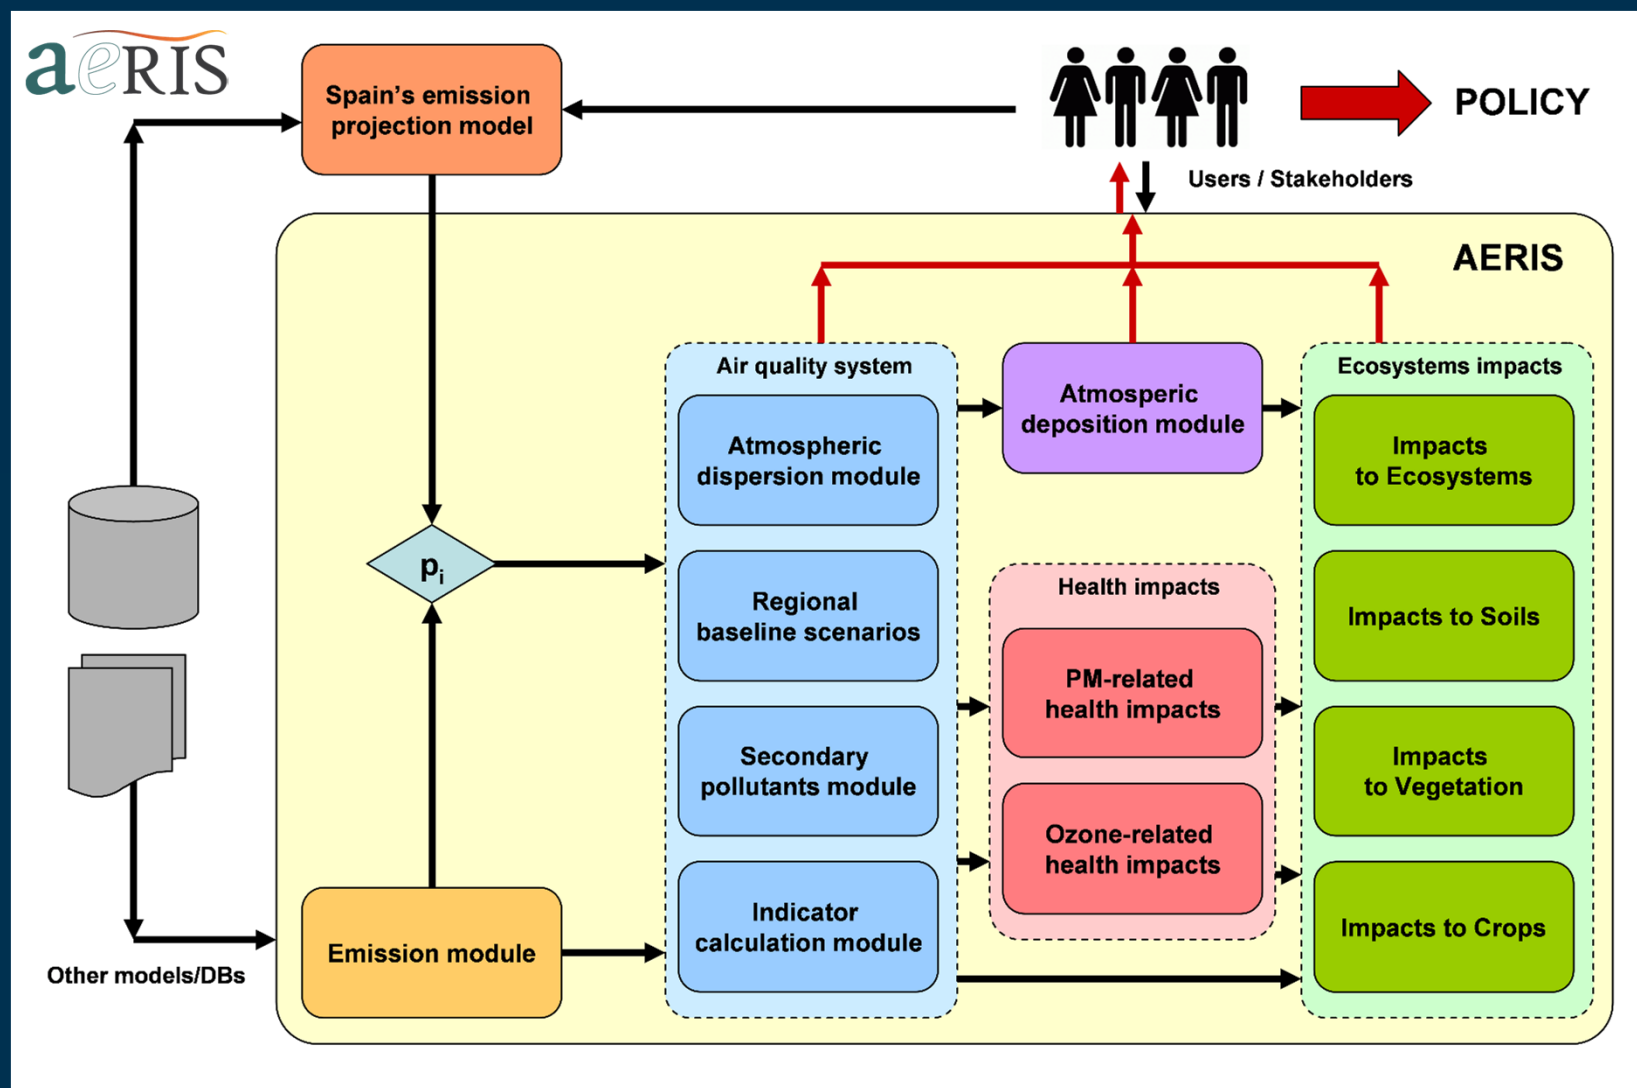 aeRIS
Spain's emission
projection model
POLICY
Users / Stakeholders
AERIS
Air quality system
Atmospheric
dispersion module
Regional
baseline scenarios
Secondary
pollutants module
Indicator
calculation module
Atmosperic
deposition module
Health impacts
PM-related
health impacts
Ozone-related
health impacts
Ecosystems impacts
Impacts
to Ecosystems
Impacts to Soils
Impacts
to Vegetation
Impacts to Crops
pi
Emission module
Other models/DBs